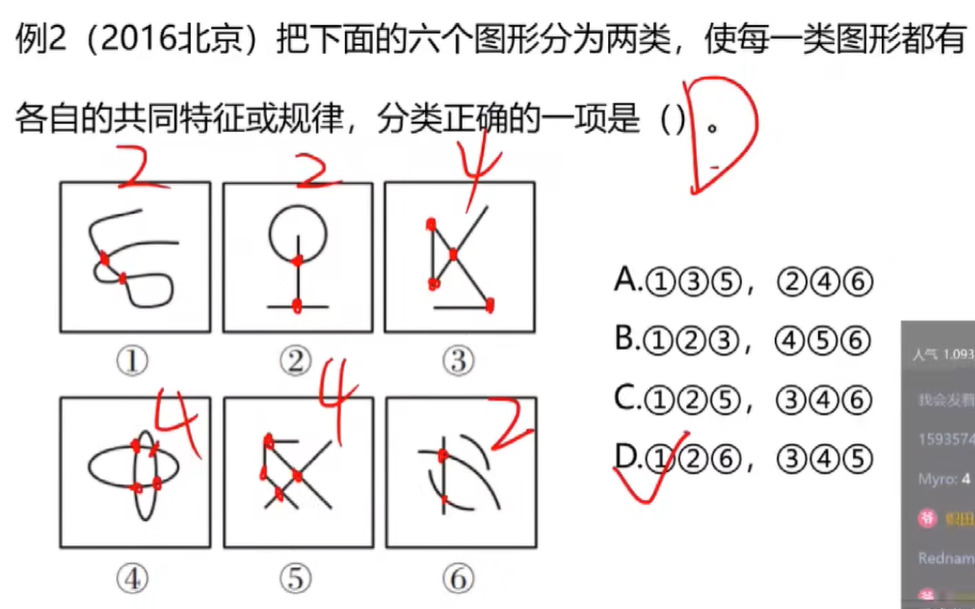 例2（2016北京）把下面的六个图形分为两类，使每一类图形都有
各自的共同特征或规律，分类正确的一项是（）。
D
2
2
4
①
②
③
4
4
2
④
⑤
⑥
A.①③⑤，②④⑥
B.①②③，④⑤⑥
C.①②⑤，③④⑥
D.①②⑥，③④⑤
人气 1.093
我会发
1593574
Myro: 4
爷
Rednam